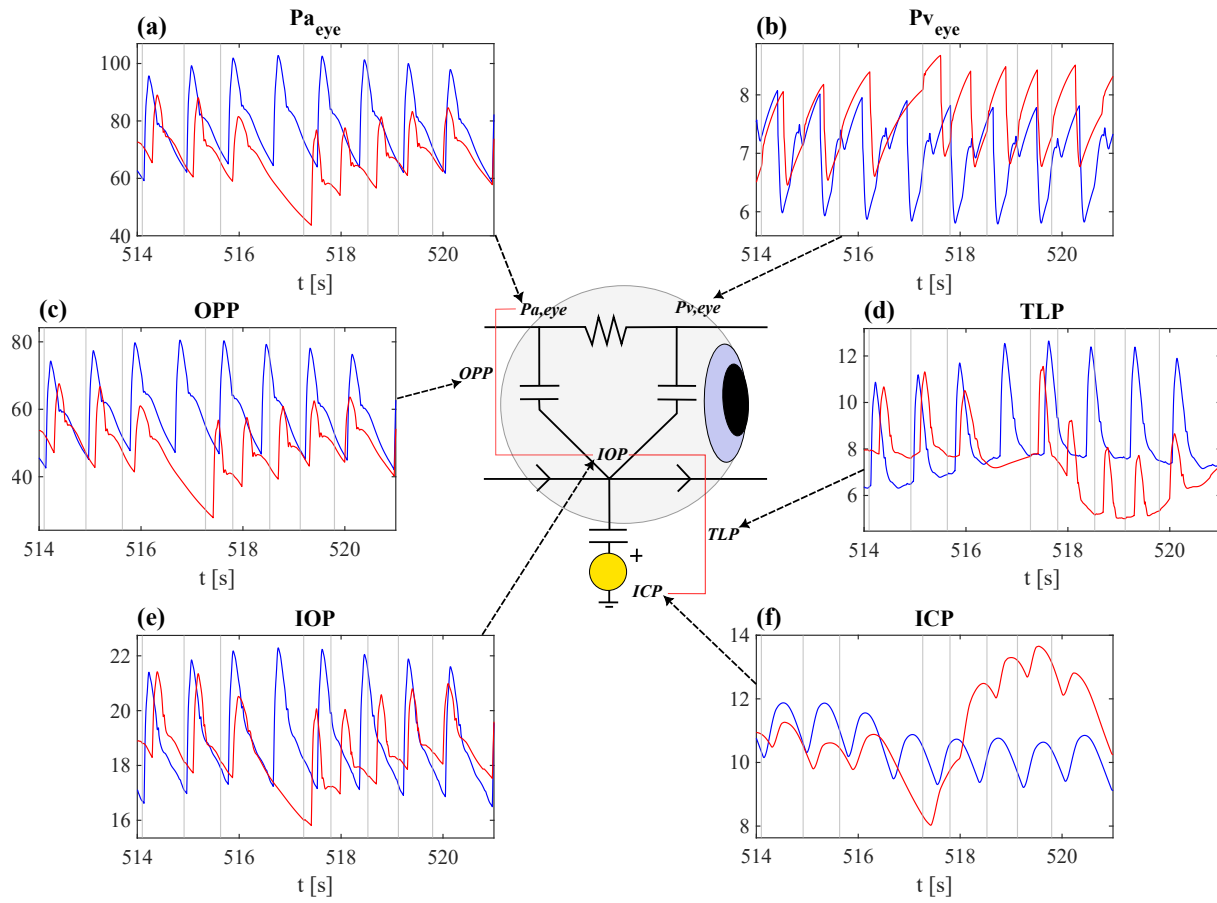 (a) Pa_eye
100
80
60
40
514 516 518 520
t [s]
(b) Pv_eye
8
7
6
514 516 518 520
t [s]
(c) OPP
80
60
40
514 516 518 520
t [s]
Pa,eye
Pv,eye
OPP
IOP
TLP
+
ICP
(d) TLP
12
10
8
6
514 516 518 520
t [s]
(e) IOP
22
20
18
16
514 516 518 520
t [s]
(f) ICP
14
12
10
8
514 516 518 520
t [s]